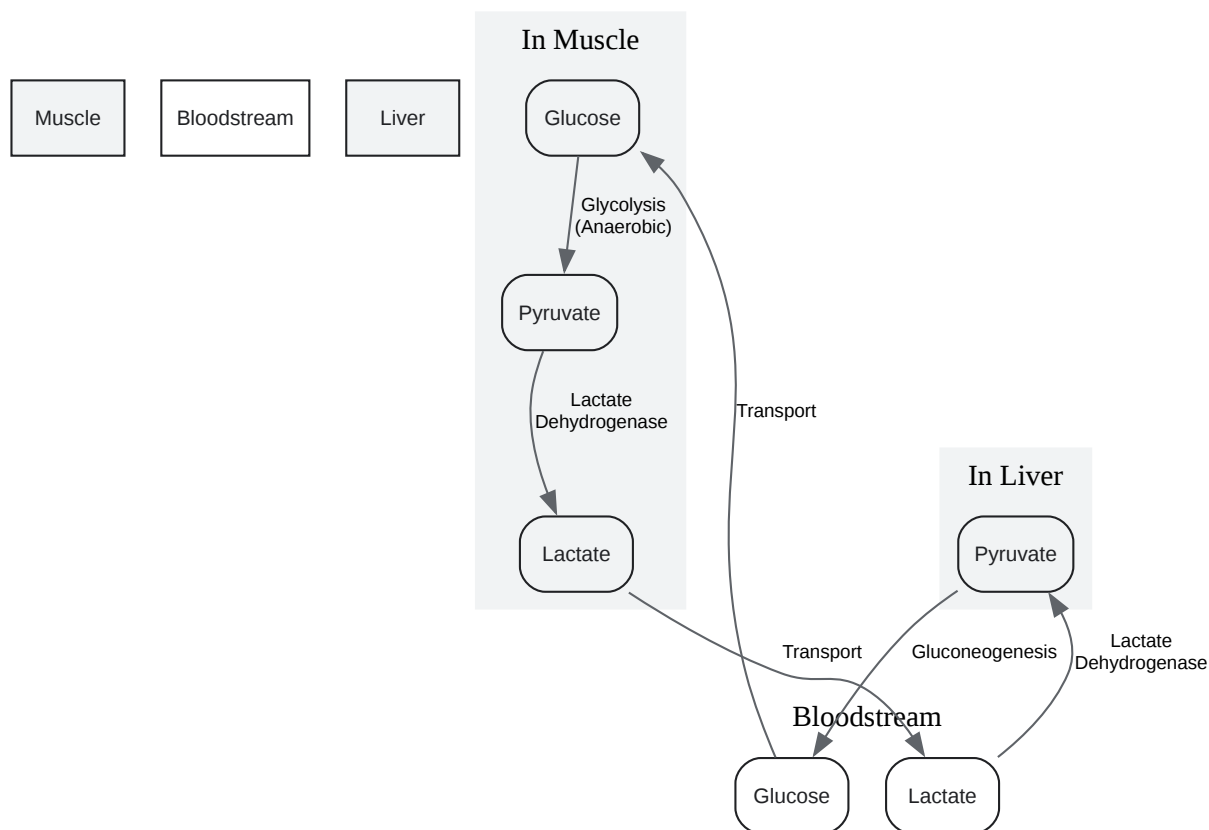 In Muscle
Muscle
Bloodstream
Liver
Glucose
Glycolysis
(Anaerobic)
Pyruvate
Lactate
Dehydrogenase
Transport
In Liver
Lactate
Pyruvate
Transport
Gluconeogenesis
Lactate
Dehydrogenase
Bloodstream
Glucose
Lactate